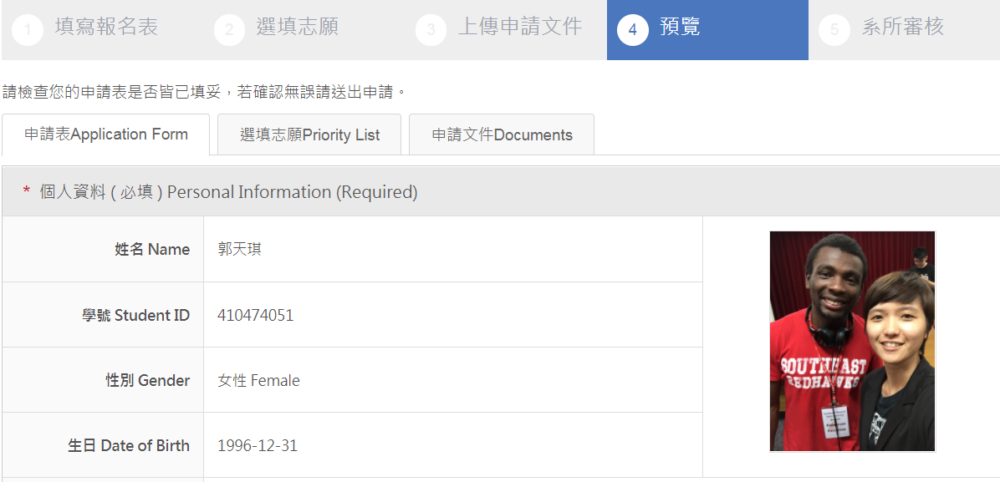 1 填寫報名表
2 選填志願
3 上傳申請文件
4 預覽
5 系所審核
請檢查您的申請表是否皆已填妥，若確認無誤請送出申請。
申請表Application Form
選填志願Priority List
申請文件Documents
* 個人資料 ( 必填 ) Personal Information (Required)
姓名 Name
郭天琪
學號 Student ID
410474051
性別 Gender
女性 Female
生日 Date of Birth
1996-12-31
SOUTHEAST
REDHAWKS